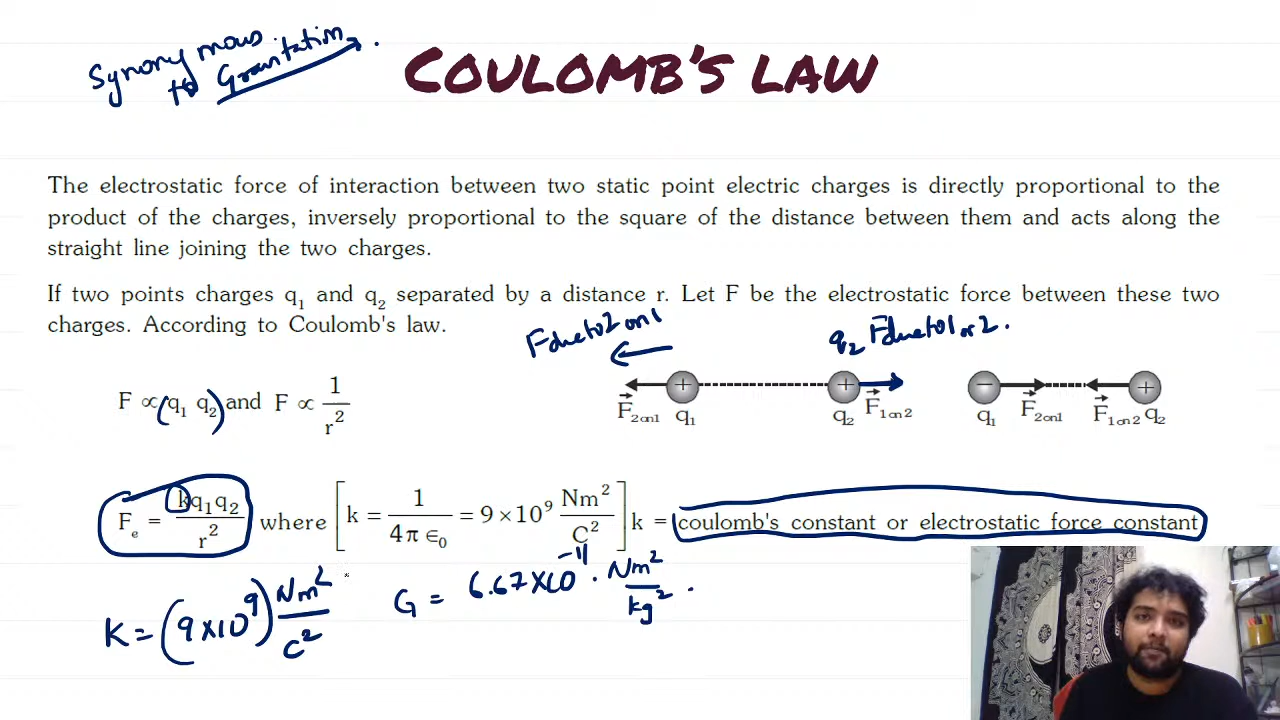 Synonymous
to Gravitation.
COULOMB'S LAW
The electrostatic force of interaction between two static point electric charges is directly proportional to the
product of the charges, inversely proportional to the square of the distance between them and acts along the
straight line joining the two charges.
If two points charges q₁ and q₂ separated by a distance r. Let F be the electrostatic force between these two
charges. According to Coulomb's law.
F due to 2 on 1
q₂ F due to 1 on 2.
F ∝ (q₁ q₂) and F ∝ 1/r²
+ + − +
F⃗₂ₒₙ₁ q₁ q₂ F⃗₁ₒₙ₂ q₁ F⃗₂ₒₙ₁ F⃗₁ₒₙ₂ q₂
Fₑ = kq₁q₂/r² where [k = 1/4π∈₀ = 9×10⁹ Nm²/C²] k = coulomb's constant or electrostatic force constant
K = (9×10⁹) Nm²/C²
G = 6.67×10⁻¹¹ · Nm²/kg².